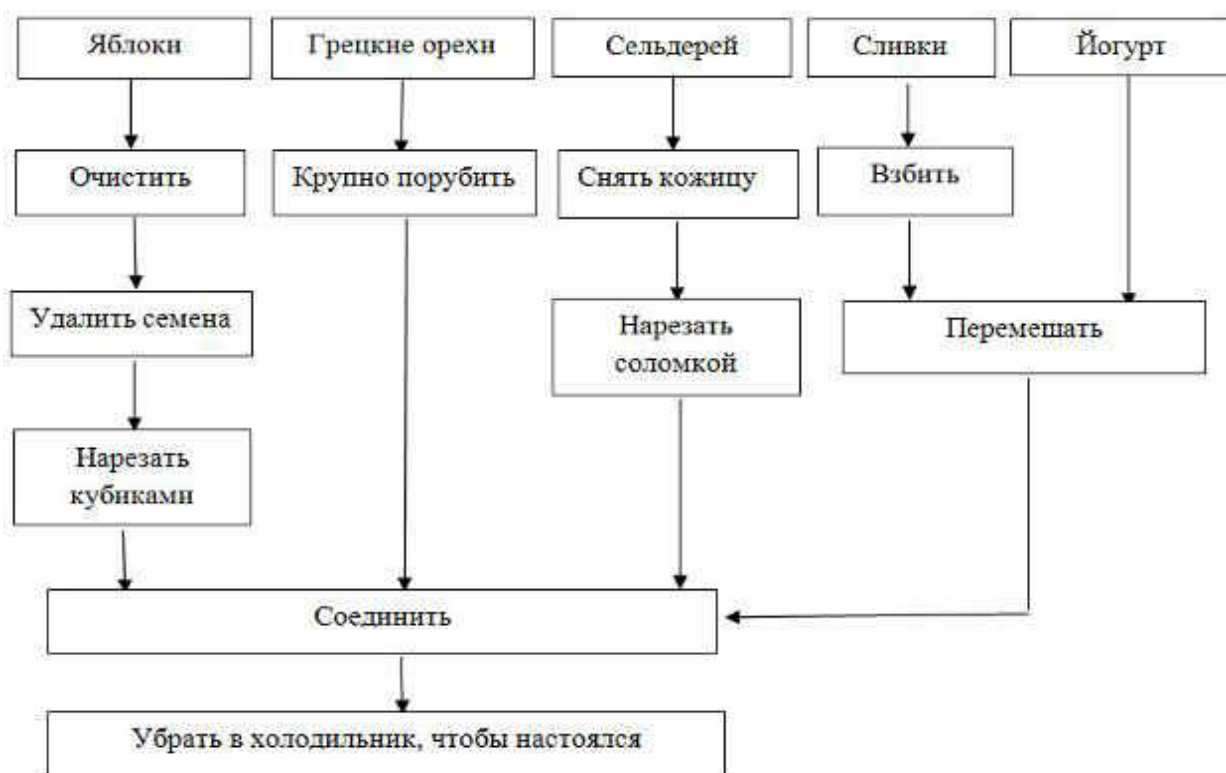 Яблоки
Грецкие орехи
Сельдерей
Сливки
Йогурт
Очистить
Крупно порубить
Снять кожицу
Взбить
Удалить семена
Нарезать
соломкой
Перемешать
Нарезать
кубиками
Соединить
Убрать в холодильник, чтобы настоялся